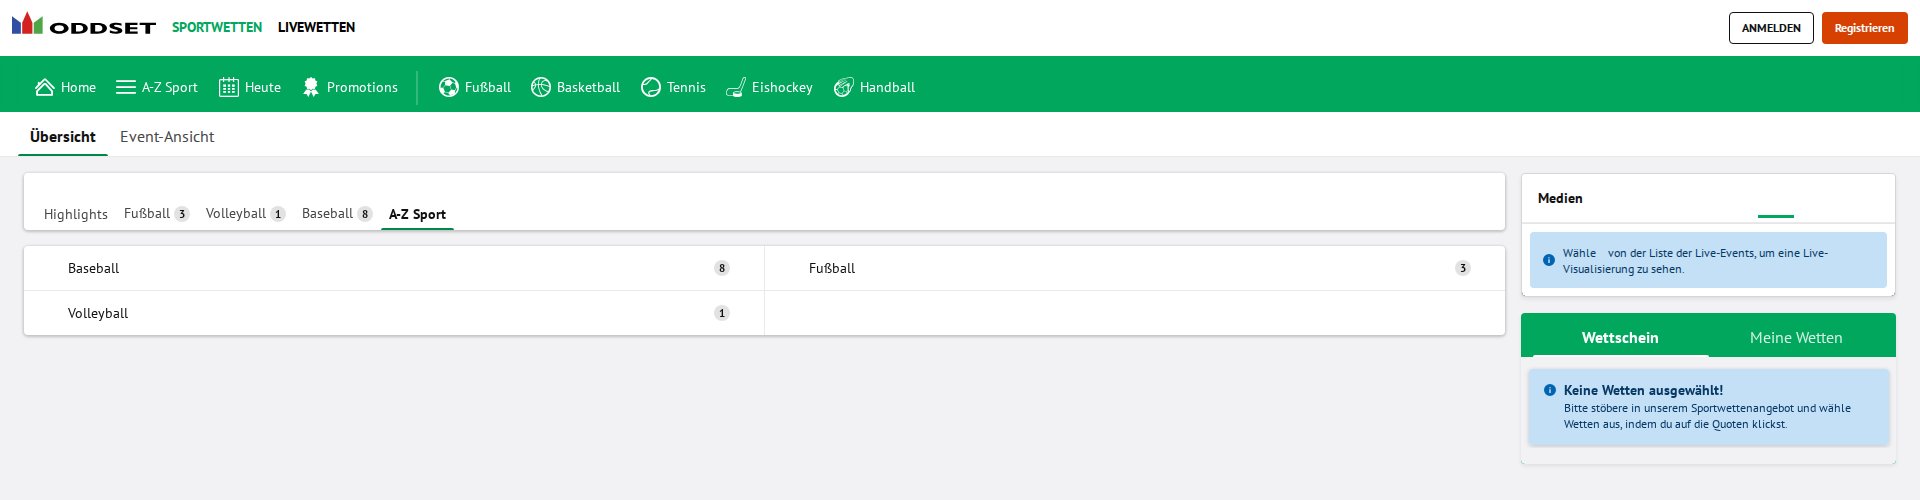 ODDSET SPORTWETTEN LIVEWETTEN ANMELDEN Registrieren
Home A-Z Sport Heute Promotions Fußball Basketball Tennis Eishockey Handball
Übersicht Event-Ansicht
Highlights Fußball 3 Volleyball 1 Baseball 8 A-Z Sport
Baseball 8 Fußball 3
Volleyball 1
Medien
Wähle von der Liste der Live-Events, um eine Live-
Visualisierung zu sehen.
Wettschein Meine Wetten
Keine Wetten ausgewählt!
Bitte stöbere in unserem Sportwettenangebot und wähle
Wetten aus, indem du auf die Quoten klickst.